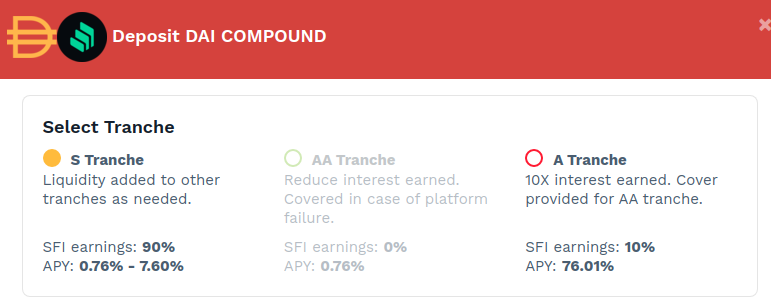 Deposit DAI COMPOUND
Select Tranche
S Tranche
Liquidity added to other
tranches as needed.
SFI earnings: 90%
APY: 0.76% - 7.60%
AA Tranche
Reduce interest earned.
Covered in case of platform
failure.
SFI earnings: 0%
APY: 0.76%
A Tranche
10X interest earned. Cover
provided for AA tranche.
SFI earnings: 10%
APY: 76.01%